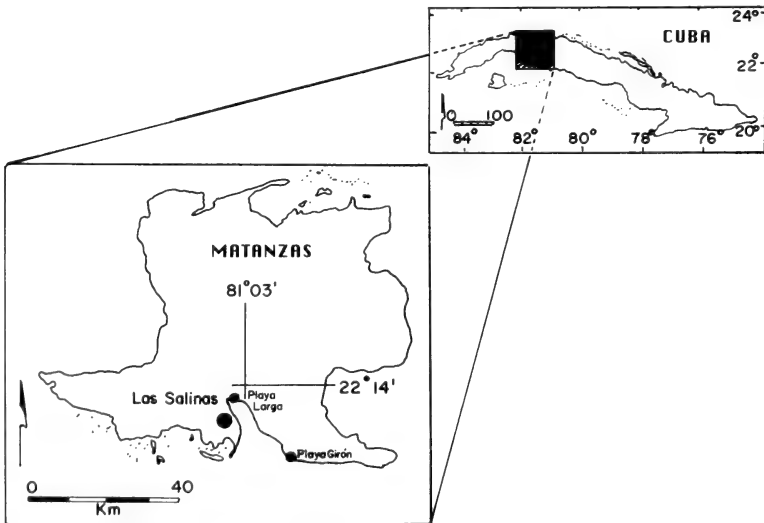 24°
CUBA
22°
0 100
20°
84° 82° 80° 78° 76°
MATANZAS
81°03'
22°14'
Playa
Larga
Las Salinas
Playa Girón
0 40
Km